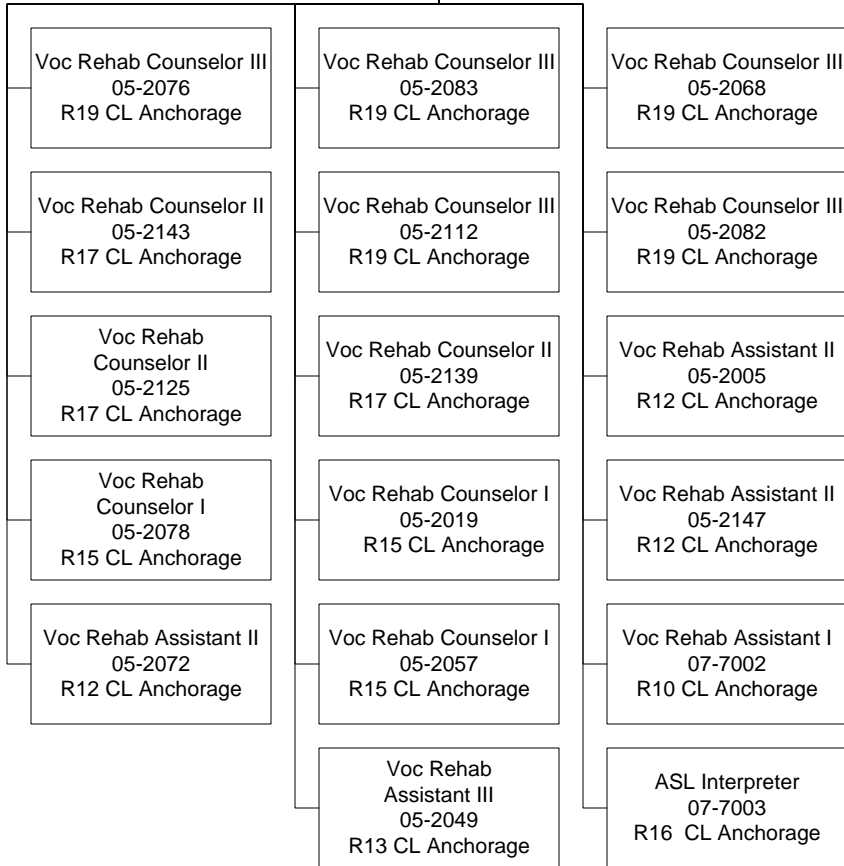 Voc Rehab Counselor III
05-2076
R19 CL Anchorage
Voc Rehab Counselor III
05-2083
R19 CL Anchorage
Voc Rehab Counselor III
05-2068
R19 CL Anchorage
Voc Rehab Counselor II
05-2143
R17 CL Anchorage
Voc Rehab Counselor III
05-2112
R19 CL Anchorage
Voc Rehab Counselor III
05-2082
R19 CL Anchorage
Voc Rehab
Counselor II
05-2125
R17 CL Anchorage
Voc Rehab Counselor II
05-2139
R17 CL Anchorage
Voc Rehab Assistant II
05-2005
R12 CL Anchorage
Voc Rehab
Counselor I
05-2078
R15 CL Anchorage
Voc Rehab Counselor I
05-2019
R15 CL Anchorage
Voc Rehab Assistant II
05-2147
R12 CL Anchorage
Voc Rehab Assistant II
05-2072
R12 CL Anchorage
Voc Rehab Counselor I
05-2057
R15 CL Anchorage
Voc Rehab Assistant I
07-7002
R10 CL Anchorage
Voc Rehab
Assistant III
05-2049
R13 CL Anchorage
ASL Interpreter
07-7003
R16 CL Anchorage